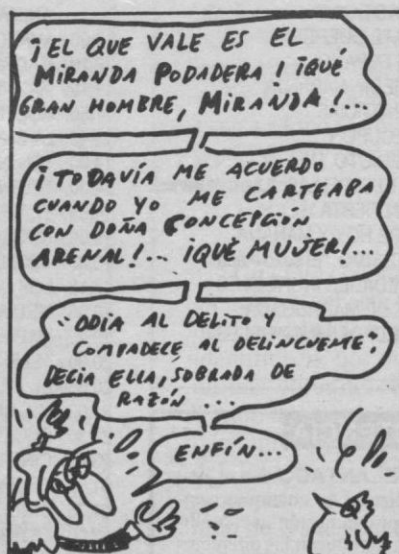 ¡EL QUE VALE ES EL
MIRANDA PODADERA! ¡QUÉ
GRAN HOMBRE, MIRANDA!...
¡TODAVÍA ME ACUERDO
CUANDO YO ME CARTEABA
CON DOÑA CONCEPCIÓN
ARENAL!... ¡QUÉ MUJER!...
"ODIA AL DELITO Y
COMPADECE AL DELINCUENTE",
DECÍA ELLA, SOBRADA DE
RAZÓN...
ENFÍN...